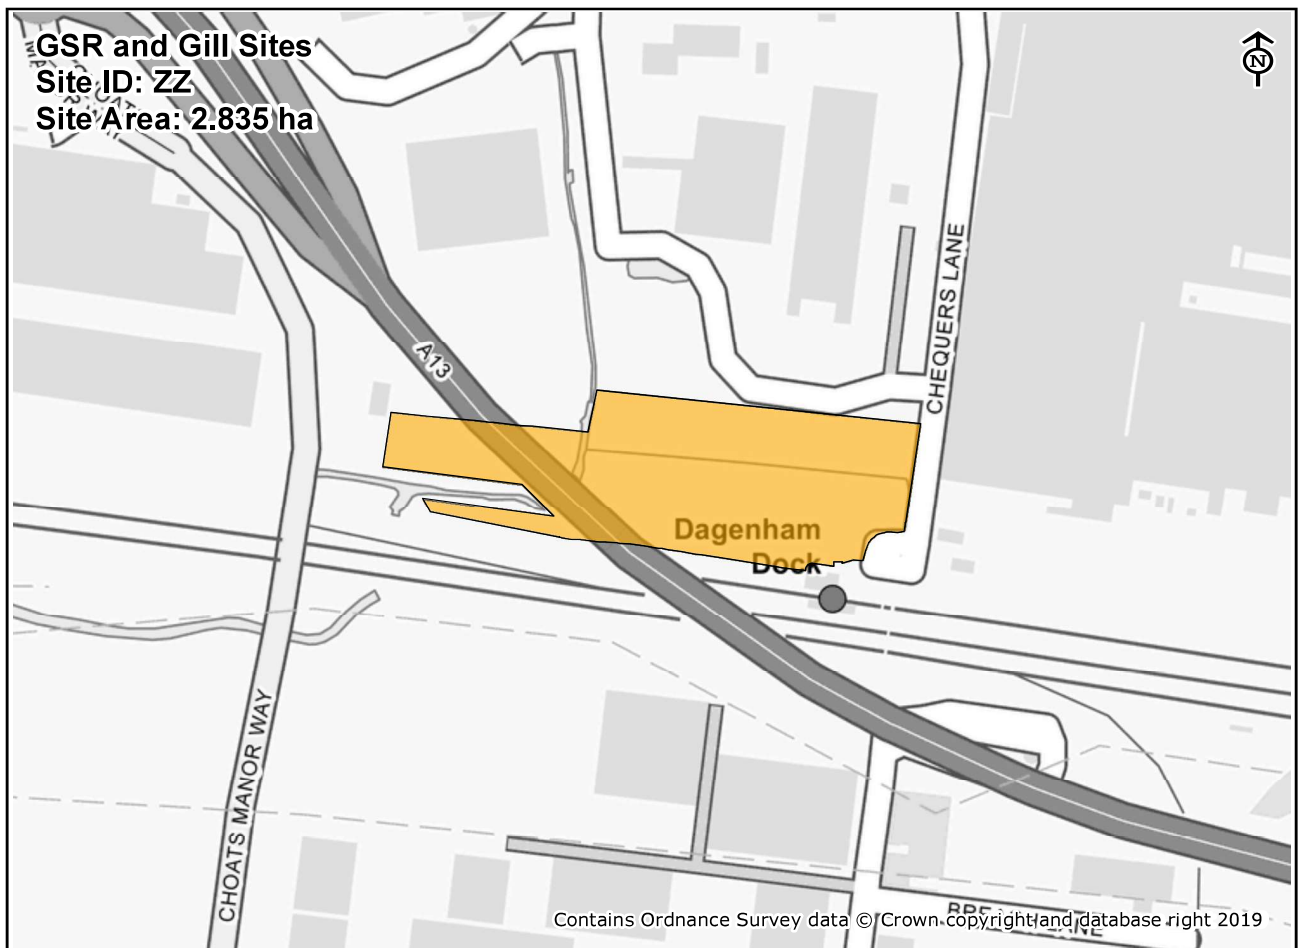 GSR and Gill Sites
Site ID: ZZ
Site Area: 2.835 ha
N
A13
CHEQUERS LANE
Dagenham
Dock
CHOATS MANOR WAY
LANE
Contains Ordnance Survey data © Crown copyright and database right 2019